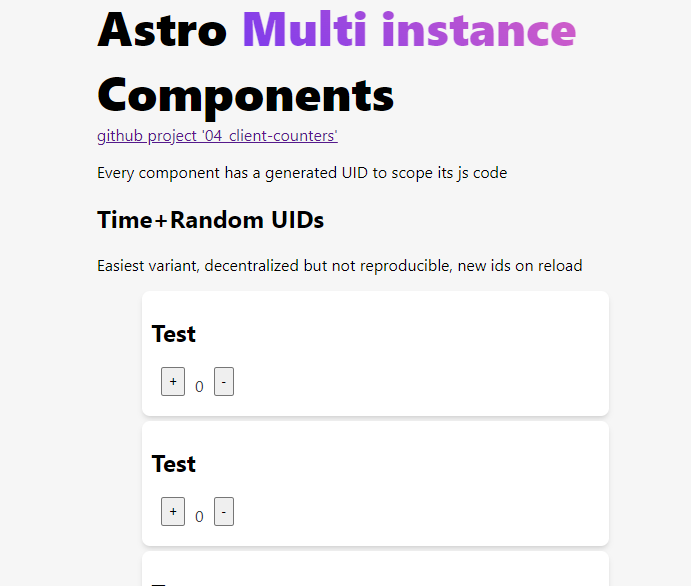 Astro Multi instance
Components
github project '04_client-counters'
Every component has a generated UID to scope its js code
Time+Random UIDs
Easiest variant, decentralized but not reproducible, new ids on reload
Test
+ 0 -
Test
+ 0 -